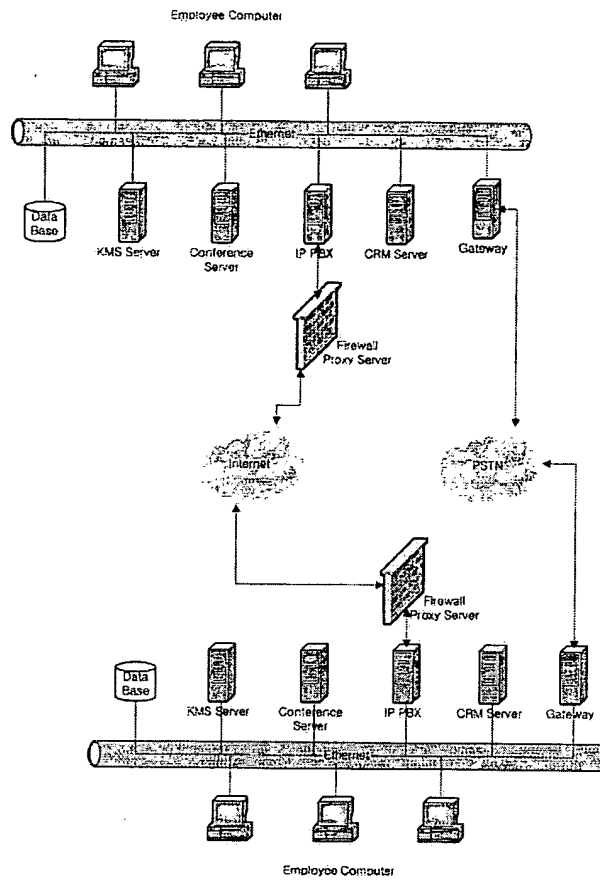 Employee Computer
Ethernet
Data
Base
KMS Server
Conference
Server
IP PBX
CRM Server
Gateway
Firewall
Proxy Server
Internet
PSTN
Firewall
Proxy Server
Data
Base
KMS Server
Conference
Server
IP PBX
CRM Server
Gateway
Ethernet
Employee Computer